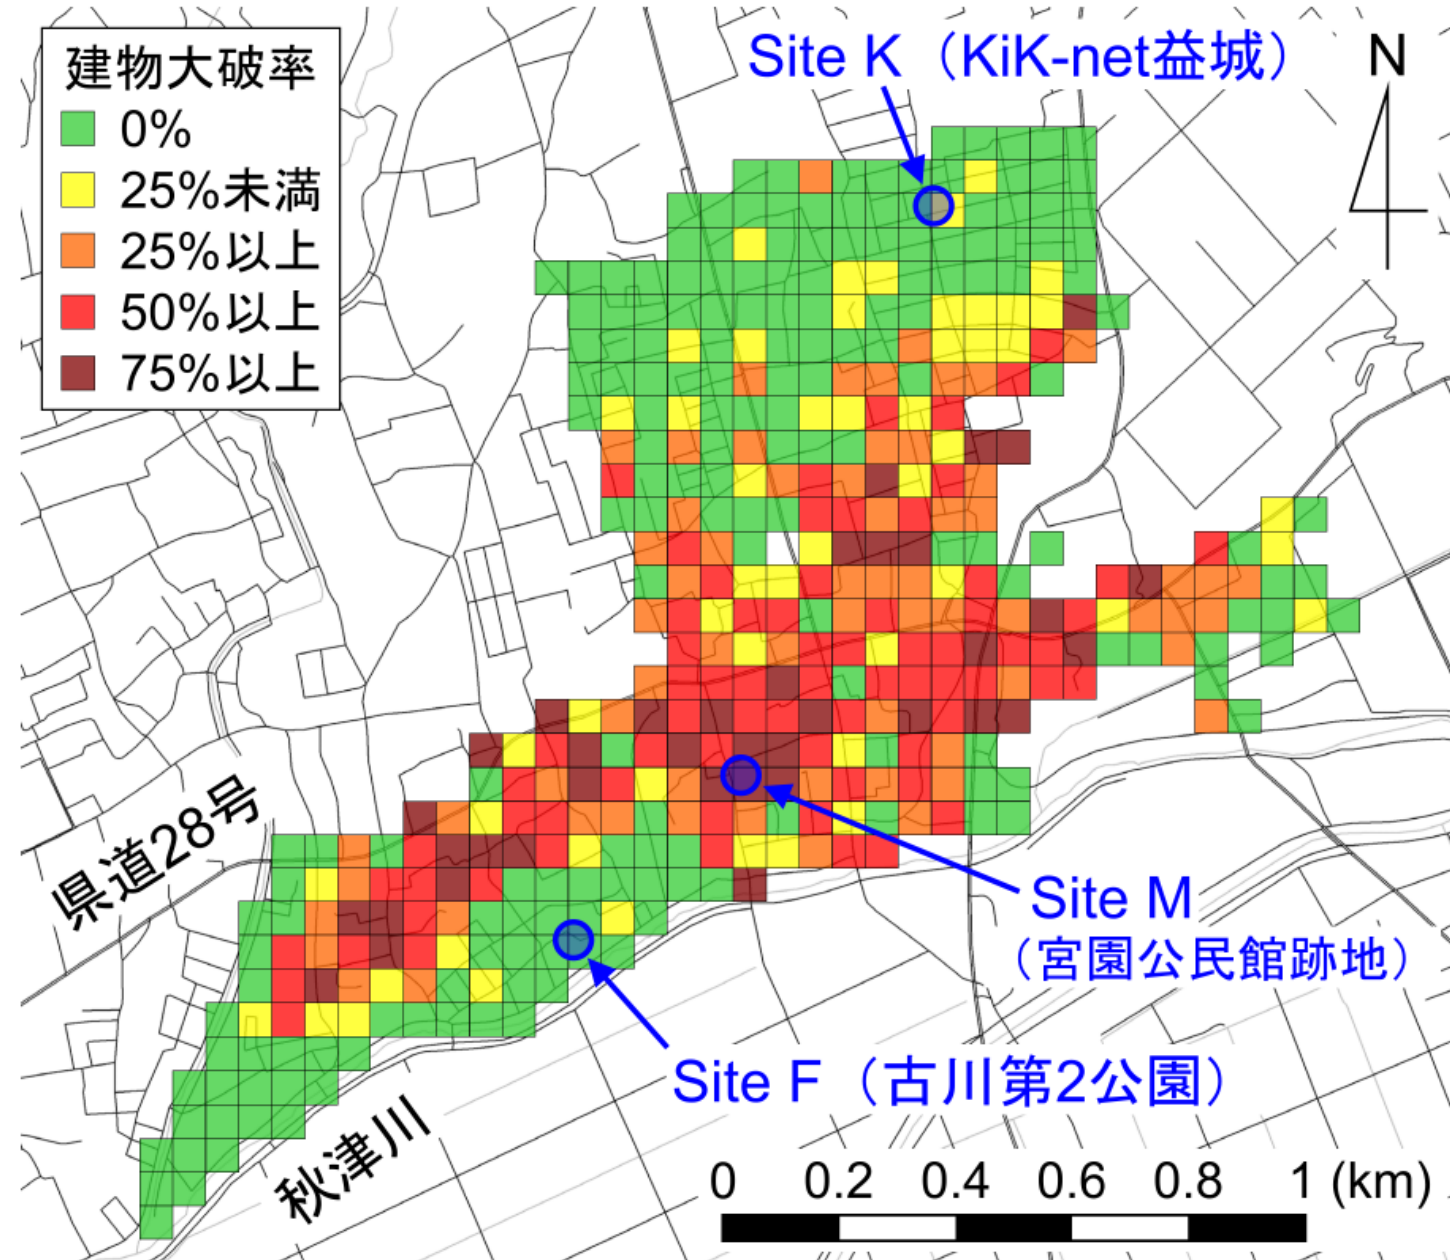 Site K（KiK-net益城）
N
建物大破率
0%
25%未満
25%以上
50%以上
75%以上
県道28号
Site M
（宮園公民館跡地）
Site F（古川第2公園）
秋津川
0 0.2 0.4 0.6 0.8 1 (km)